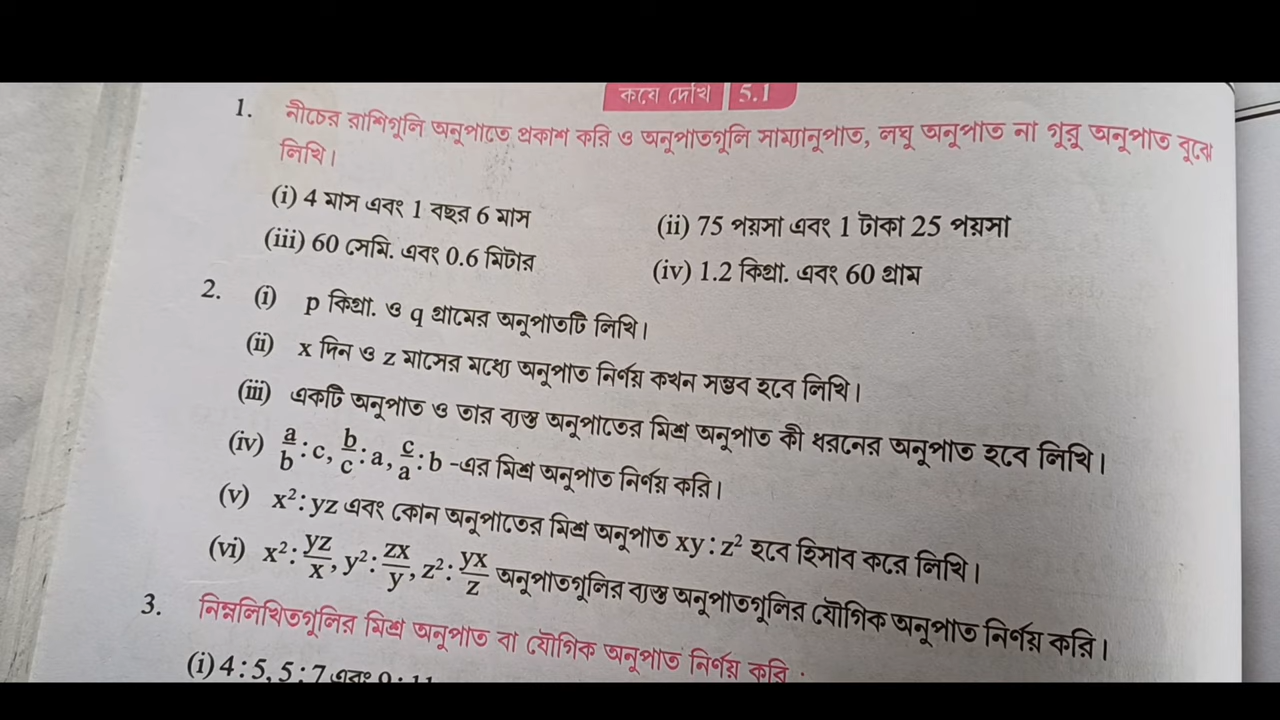 কষে দেখি 5.1
1. নীচের রাশিগুলি অনুপাতে প্রকাশ করি ও অনুপাতগুলি সাম্যানুপাত, লঘু অনুপাত না গুরু অনুপাত বুঝে
লিখি।
(i) 4 মাস এবং 1 বছর 6 মাস (ii) 75 পয়সা এবং 1 টাকা 25 পয়সা
(iii) 60 সেমি. এবং 0.6 মিটার (iv) 1.2 কিগ্রা. এবং 60 গ্রাম
2. (i) p কিগ্রা. ও q গ্রামের অনুপাতটি লিখি।
(ii) x দিন ও z মাসের মধ্যে অনুপাত নির্ণয় কখন সম্ভব হবে লিখি।
(iii) একটি অনুপাত ও তার ব্যস্ত অনুপাতের মিশ্র অনুপাত কী ধরনের অনুপাত হবে লিখি।
(iv) a/b : c, b/c : a, c/a : b -এর মিশ্র অনুপাত নির্ণয় করি।
(v) x² : yz এবং কোন অনুপাতের মিশ্র অনুপাত xy : z² হবে হিসাব করে লিখি।
(vi) x² : yz/x, y² : zx/y, z² : yx/z অনুপাতগুলির ব্যস্ত অনুপাতগুলির যৌগিক অনুপাত নির্ণয় করি।
3. নিম্নলিখিতগুলির মিশ্র অনুপাত বা যৌগিক অনুপাত নির্ণয় করি :
(i) 4 : 5, 5 : 7 এবং 9 : 11